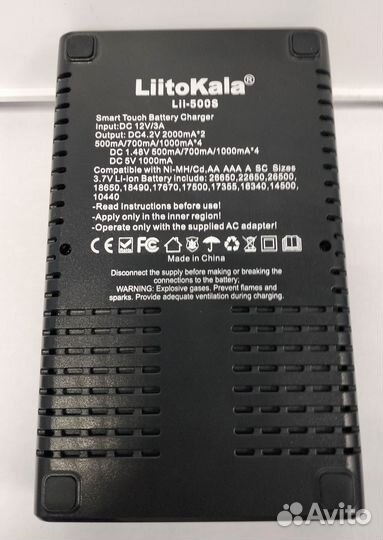 LiitoKala®
Lii-500S
Smart Touch Battery Charger
Input:DC 12V/3A
Output: DC4.2V 2000mA*2
500mA/700mA/1000mA*4
DC 1.48V 500mA/700mA/1000mA*4
DC 5V 1000mA
Compatible with Ni-MH/Cd,AA AAA A SC Sizes
3.7V Li-ion Battery Include: 26650,22650,26500,
18650,18490,17670,17500,17355,16340,14500,
10440
-Read instructions before use!
-Apply only in the inner region!
-Operate only with the supplied AC adapter!
CE FC
Made in China
Disconnect the supply before making or breaking the
connections to the battery:
WARNING: Explosive gases. Prevent flames and
sparks. Provide adequate ventilation during charging.
Avito